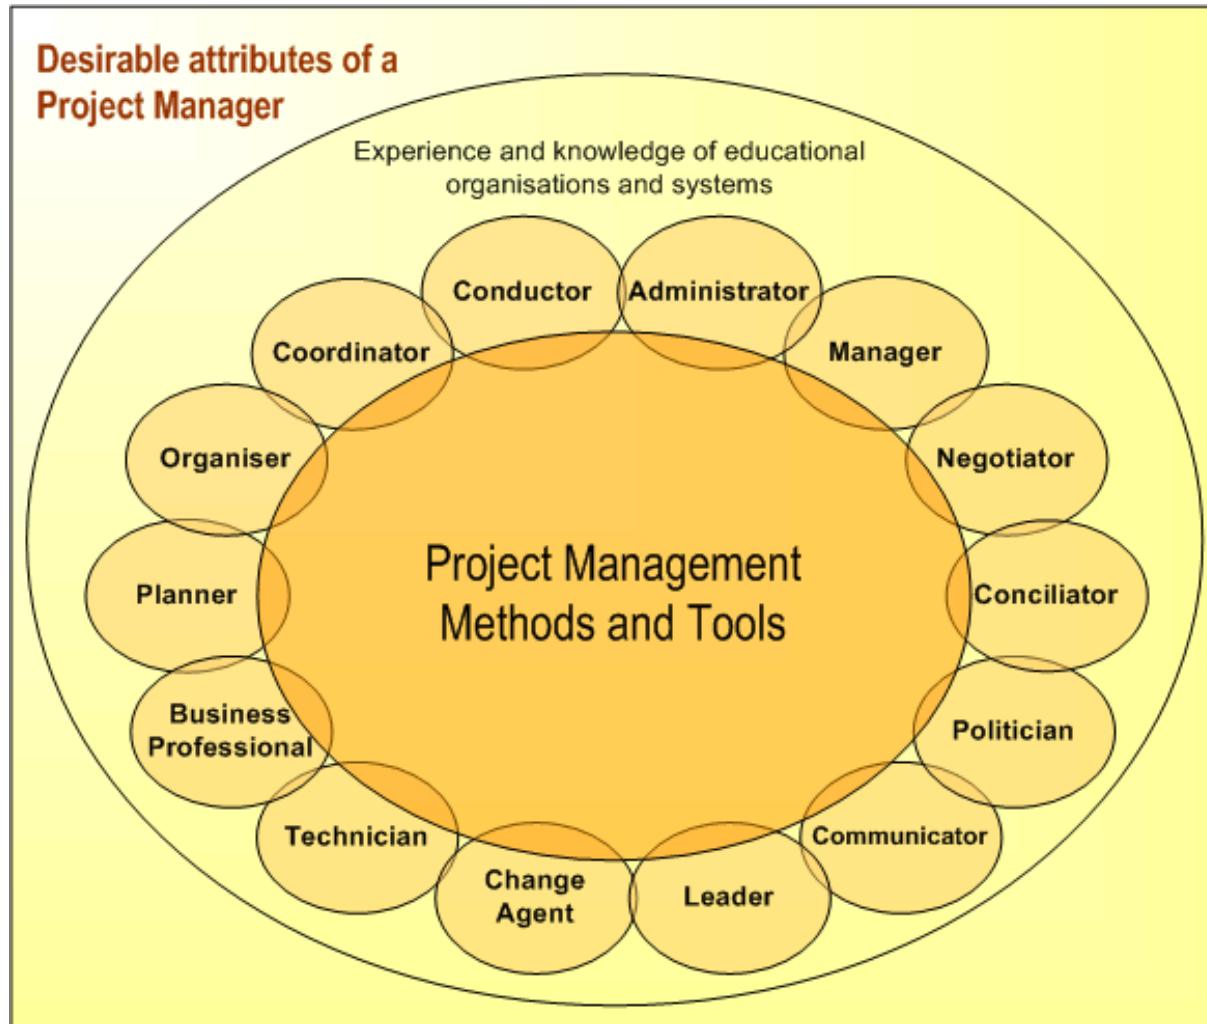 Desirable attributes of a
Project Manager
Experience and knowledge of educational
organisations and systems
Conductor
Administrator
Coordinator
Manager
Organiser
Negotiator
Project Management
Methods and Tools
Planner
Conciliator
Business
Professional
Politician
Technician
Communicator
Change
Agent
Leader